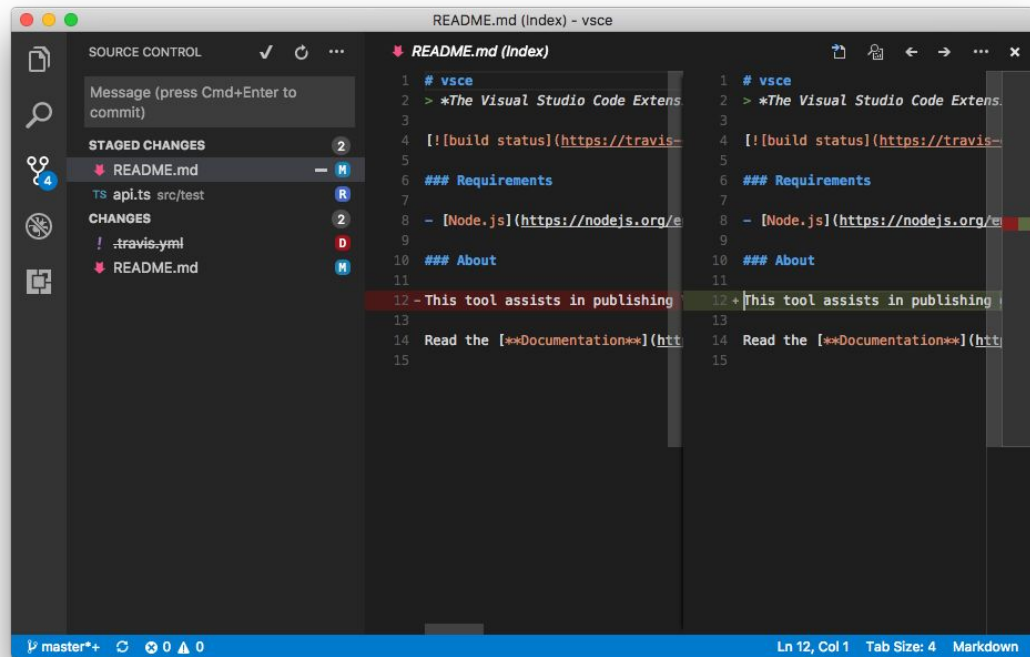 README.md (Index) - vsce
SOURCE CONTROL
Message (press Cmd+Enter to
commit)
STAGED CHANGES 2
README.md M
TS api.ts src/test R
CHANGES 2
! .travis.yml D
README.md M
4
README.md (Index)
1 # vsce
2 > *The Visual Studio Code Extens
3
4 [![build status](https://travis-
5
6 ### Requirements
7
8 - [Node.js](https://nodejs.org/e
9
10 ### About
11
12 - This tool assists in publishing
13
14 Read the [**Documentation**](htt
15
1 # vsce
2 > *The Visual Studio Code Extens
3
4 [![build status](https://travis-
5
6 ### Requirements
7
8 - [Node.js](https://nodejs.org/e
9
10 ### About
11
12 + This tool assists in publishing
13
14 Read the [**Documentation**](htt
15
master*+ 0 0 Ln 12, Col 1 Tab Size: 4 Markdown